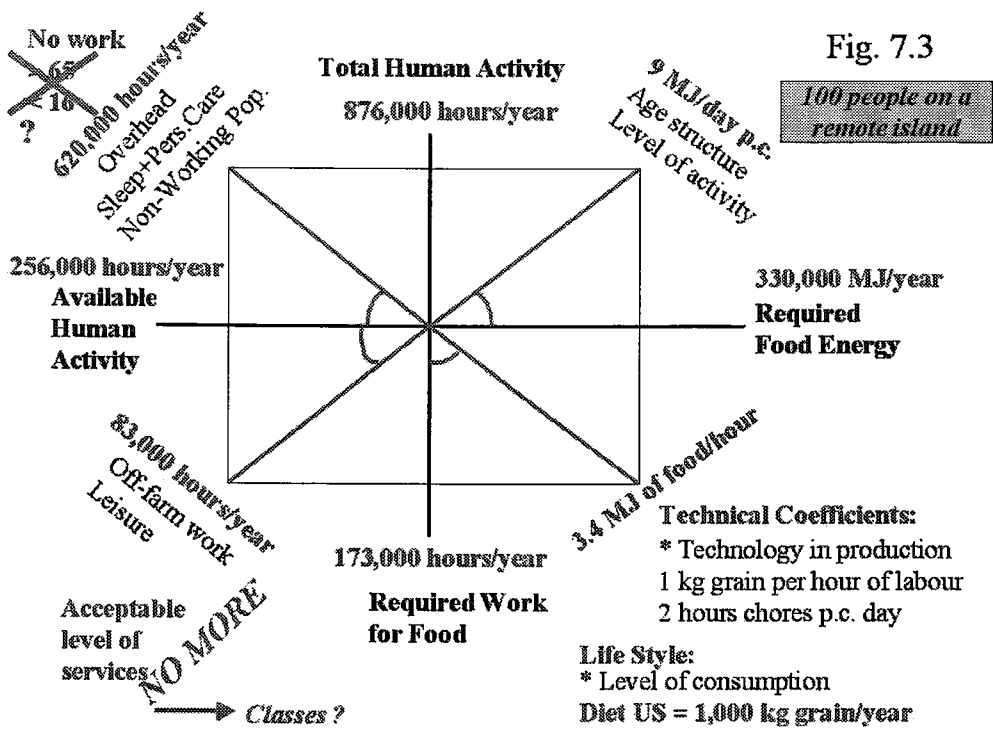 Fig. 7.3
100 people on a
remote island
No work
> 65
< 16
?
620,000 hours/year
Overhead
Sleep+Pers.Care
Non-Working Pop.
Total Human Activity
876,000 hours/year
9 MJ/day p.c.
Age structure
Level of activity
256,000 hours/year
Available
Human
Activity
330,000 MJ/year
Required
Food Energy
83,000 hours/year
Off-farm work
Leisure
173,000 hours/year
Required Work
for Food
3.4 MJ of food/hour
Acceptable
level of
services
NO MORE
Classes ?
Technical Coefficients:
* Technology in production
1 kg grain per hour of labour
2 hours chores p.c. day
Life Style:
* Level of consumption
Diet US = 1,000 kg grain/year